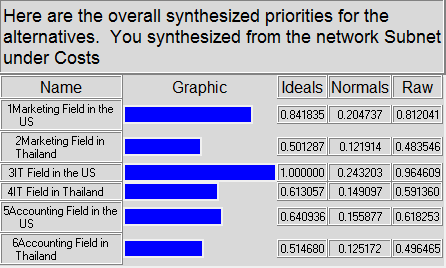 Here are the overall synthesized priorities for the
alternatives.  You synthesized from the network Subnet
under Costs
Name Graphic Ideals Normals Raw
1Marketing Field in the
US
0.841835 0.204737 0.812041
2Marketing Field in
Thailand
0.501287 0.121914 0.483546
3IT Field in the US 1.000000 0.243203 0.964609
4IT Field in Thailand 0.613057 0.149097 0.591360
5Accounting Field in the
US
0.640936 0.155877 0.618253
6Accounting Field in
Thailand
0.514680 0.125172 0.496465